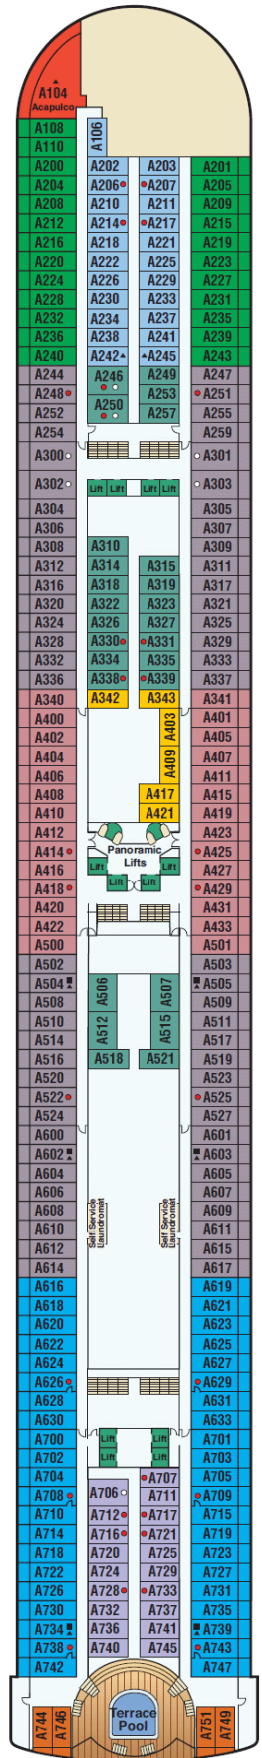 A104
Acapulco
A108 A106
A110
A200 A202 A203 A201
A204 A206 A207 A205
A208 A210 A211 A209
A212 A214 A217 A215
A216 A218 A221 A219
A220 A222 A225 A223
A224 A226 A229 A227
A228 A230 A233 A231
A232 A234 A237 A235
A236 A238 A241 A239
A240 A242 A245 A243
A244 A246 A249 A247
A248 A253 A251
A252 A250 A257 A255
A254 A259
A300 A301
A302 Lift Lift Lift Lift A303
A304 A305
A306 A307
A308 A310 A309
A312 A314 A315 A311
A316 A318 A319 A317
A320 A322 A323 A321
A324 A326 A327 A325
A328 A330 A331 A329
A332 A334 A335 A333
A336 A338 A339 A337
A340 A342 A343 A341
A400 A403 A401
A402 A405
A404 A409 A407
A406 A411
A408 A417 A415
A410 A421 A419
A412 A423
A414 Panoramic A425
Lifts
A416 Lift Lift A427
A418 Lift Lift A429
A420 A431
A422 A433
A500 A501
A502 A503
A504 A506 A507 A505
A508 A509
A510 A512 A515 A511
A514 A517
A516 A518 A521 A519
A520 A523
A522 A525
A524 A527
A600 A601
A602 A603
A604 A605
A606 A607
A608 Self Service Self Service A609
A610 Laundromat Laundromat A611
A612 A615
A614 A617
A616 A619
A618 A621
A620 A623
A622 A625
A624 A627
A626 A629
A628 A631
A630 A633
A700 Lift Lift A701
A702 Lift Lift A703
A704 A707 A705
A708 A706 A711 A709
A710 A712 A717 A715
A714 A716 A721 A719
A718 A720 A725 A723
A722 A724 A729 A727
A726 A728 A733 A731
A730 A732 A737 A735
A734 A736 A741 A739
A738 A740 A745 A743
A742 A747
A744 A746 Terrace A751 A749
Pool